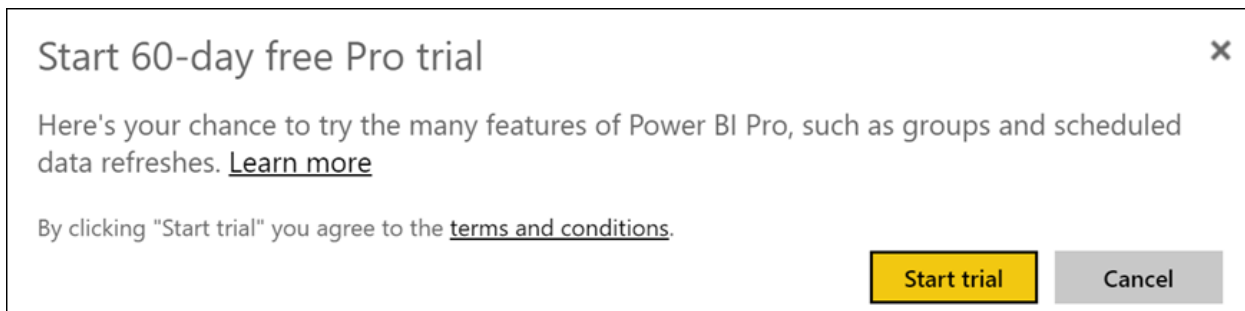 Start 60-day free Pro trial
Here's your chance to try the many features of Power BI Pro, such as groups and scheduled
data refreshes. Learn more
By clicking "Start trial" you agree to the terms and conditions.
Start trial Cancel